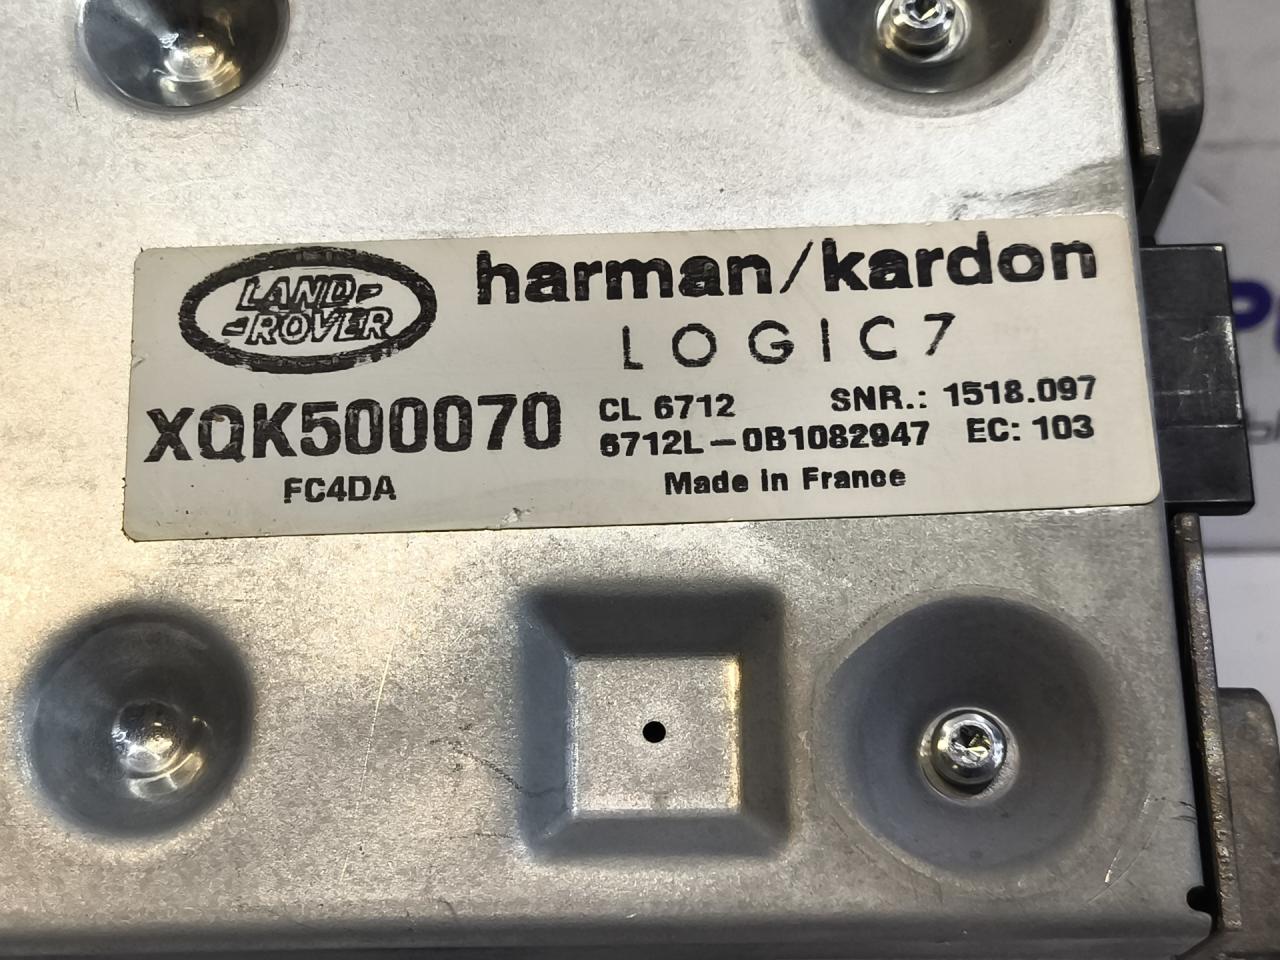 LAND-
-ROVER
harman/kardon
LOGIC7
XQK500070
FC4DA
CL 6712 SNR.: 1518.097
6712L-0B1082947 EC: 103
Made in France